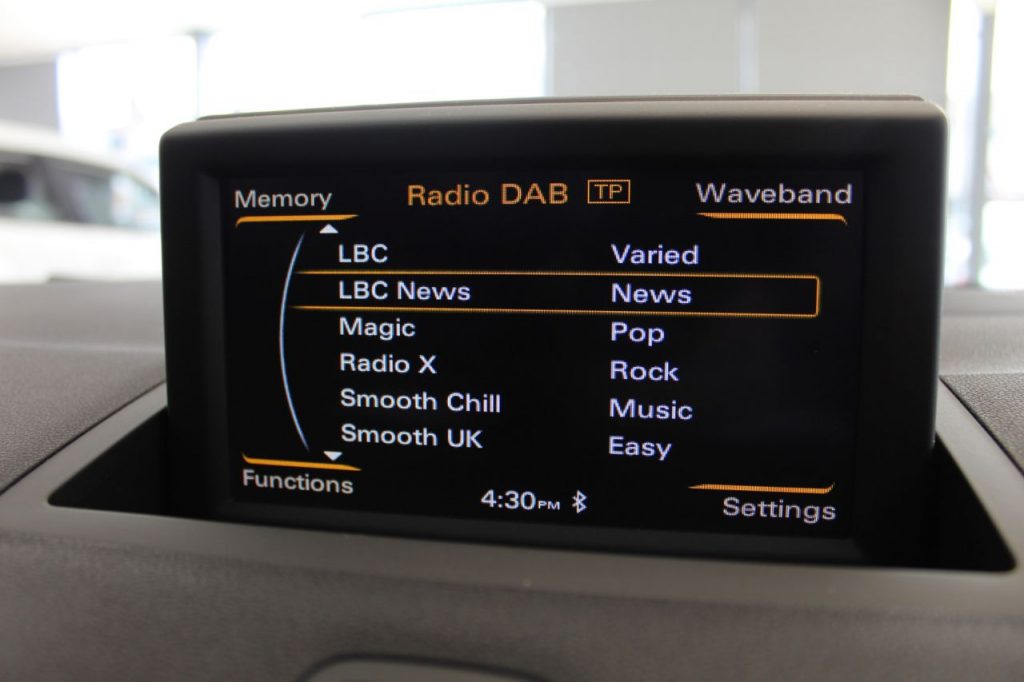 Memory Radio DAB TP Waveband
LBC Varied
LBC News News
Magic Pop
Radio X Rock
Smooth Chill Music
Smooth UK Easy
Functions 4:30PM Settings